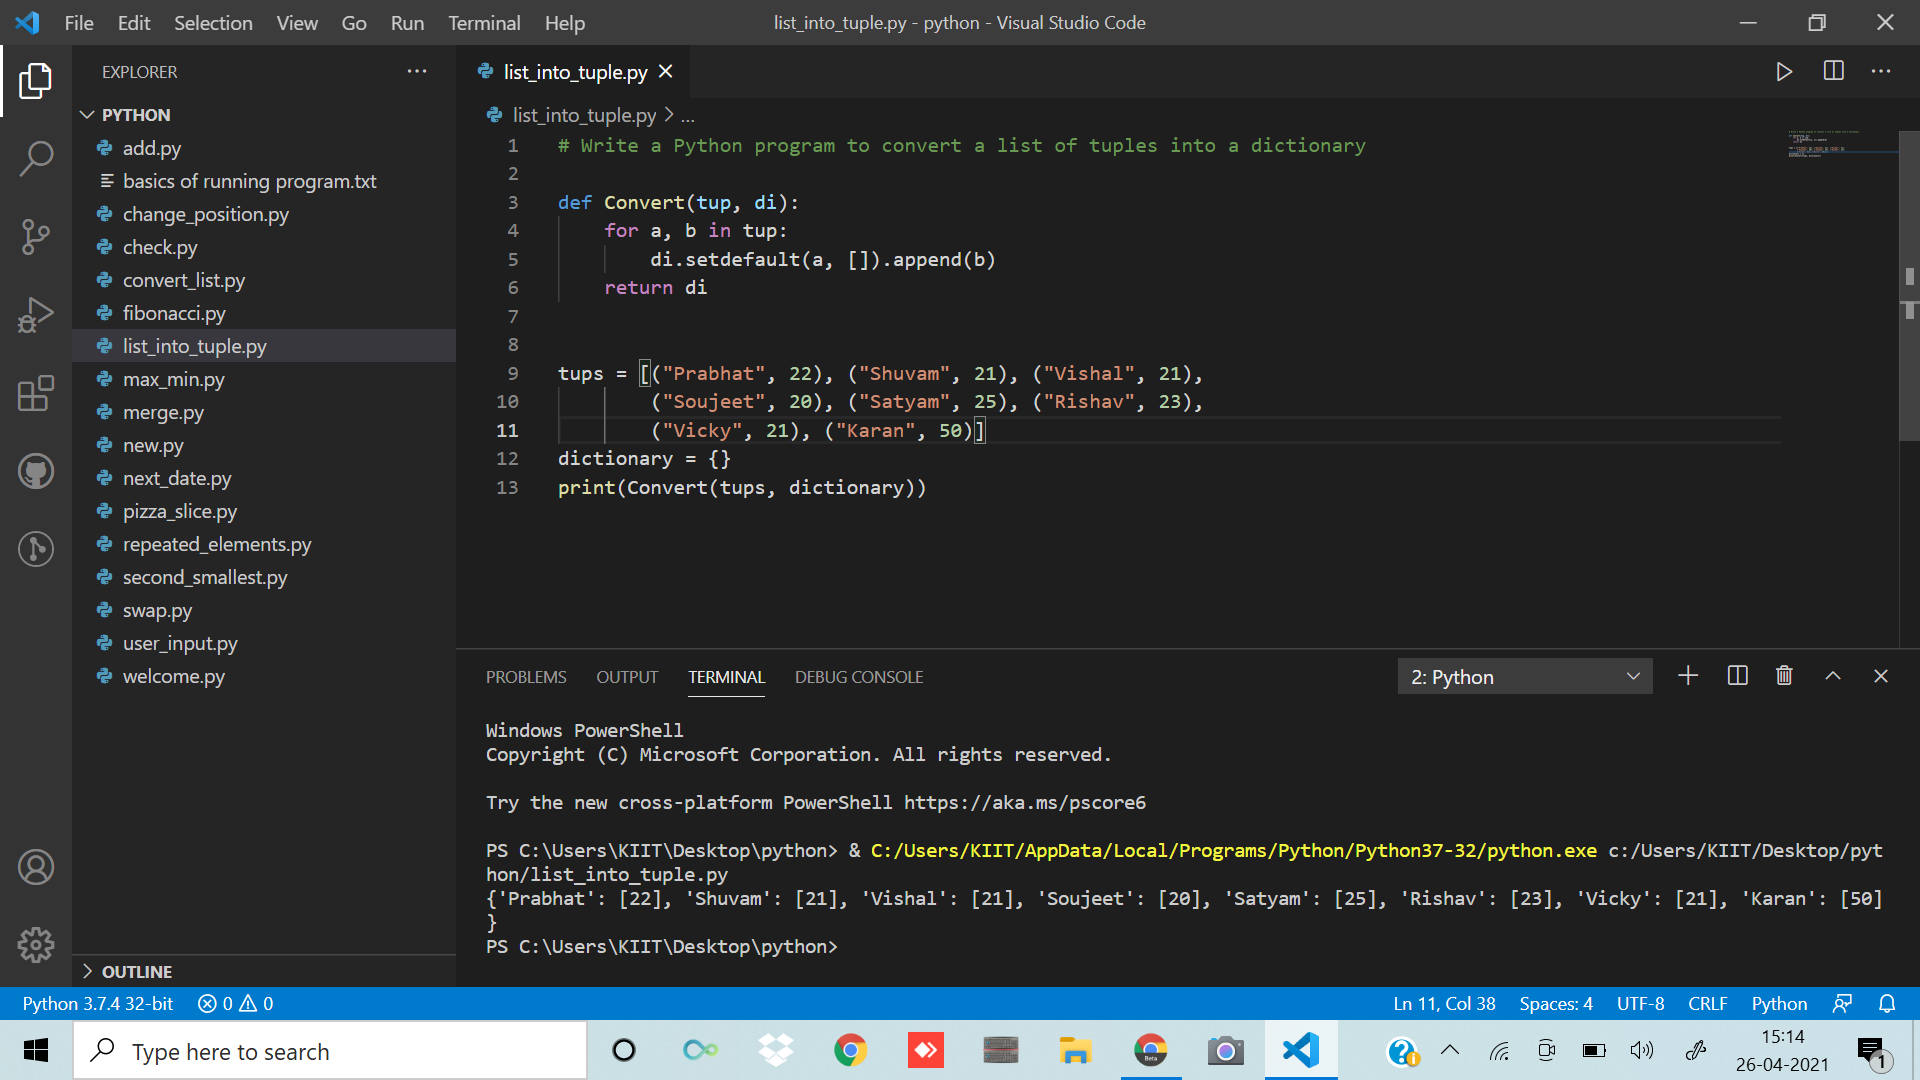 File Edit Selection View Go Run Terminal Help
list_into_tuple.py - python - Visual Studio Code
EXPLORER
PYTHON
add.py
basics of running program.txt
change_position.py
check.py
convert_list.py
fibonacci.py
list_into_tuple.py
max_min.py
merge.py
new.py
next_date.py
pizza_slice.py
repeated_elements.py
second_smallest.py
swap.py
user_input.py
welcome.py
OUTLINE
list_into_tuple.py
list_into_tuple.py > ...
1 # Write a Python program to convert a list of tuples into a dictionary
2
3 def Convert(tup, di):
4     for a, b in tup:
5         di.setdefault(a, []).append(b)
6     return di
7
8
9 tups = [("Prabhat", 22), ("Shuvam", 21), ("Vishal", 21),
10         ("Soujeet", 20), ("Satyam", 25), ("Rishav", 23),
11         ("Vicky", 21), ("Karan", 50)]
12 dictionary = {}
13 print(Convert(tups, dictionary))
PROBLEMS OUTPUT TERMINAL DEBUG CONSOLE
2: Python
Windows PowerShell
Copyright (C) Microsoft Corporation. All rights reserved.
Try the new cross-platform PowerShell https://aka.ms/pscore6
PS C:\Users\KIIT\Desktop\python> & C:/Users/KIIT/AppData/Local/Programs/Python/Python37-32/python.exe c:/Users/KIIT/Desktop/pyt
hon/list_into_tuple.py
{'Prabhat': [22], 'Shuvam': [21], 'Vishal': [21], 'Soujeet': [20], 'Satyam': [25], 'Rishav': [23], 'Vicky': [21], 'Karan': [50]
}
PS C:\Users\KIIT\Desktop\python>
Python 3.7.4 32-bit 0 0
Ln 11, Col 38 Spaces: 4 UTF-8 CRLF Python
Type here to search
Beta
15:14
26-04-2021
1